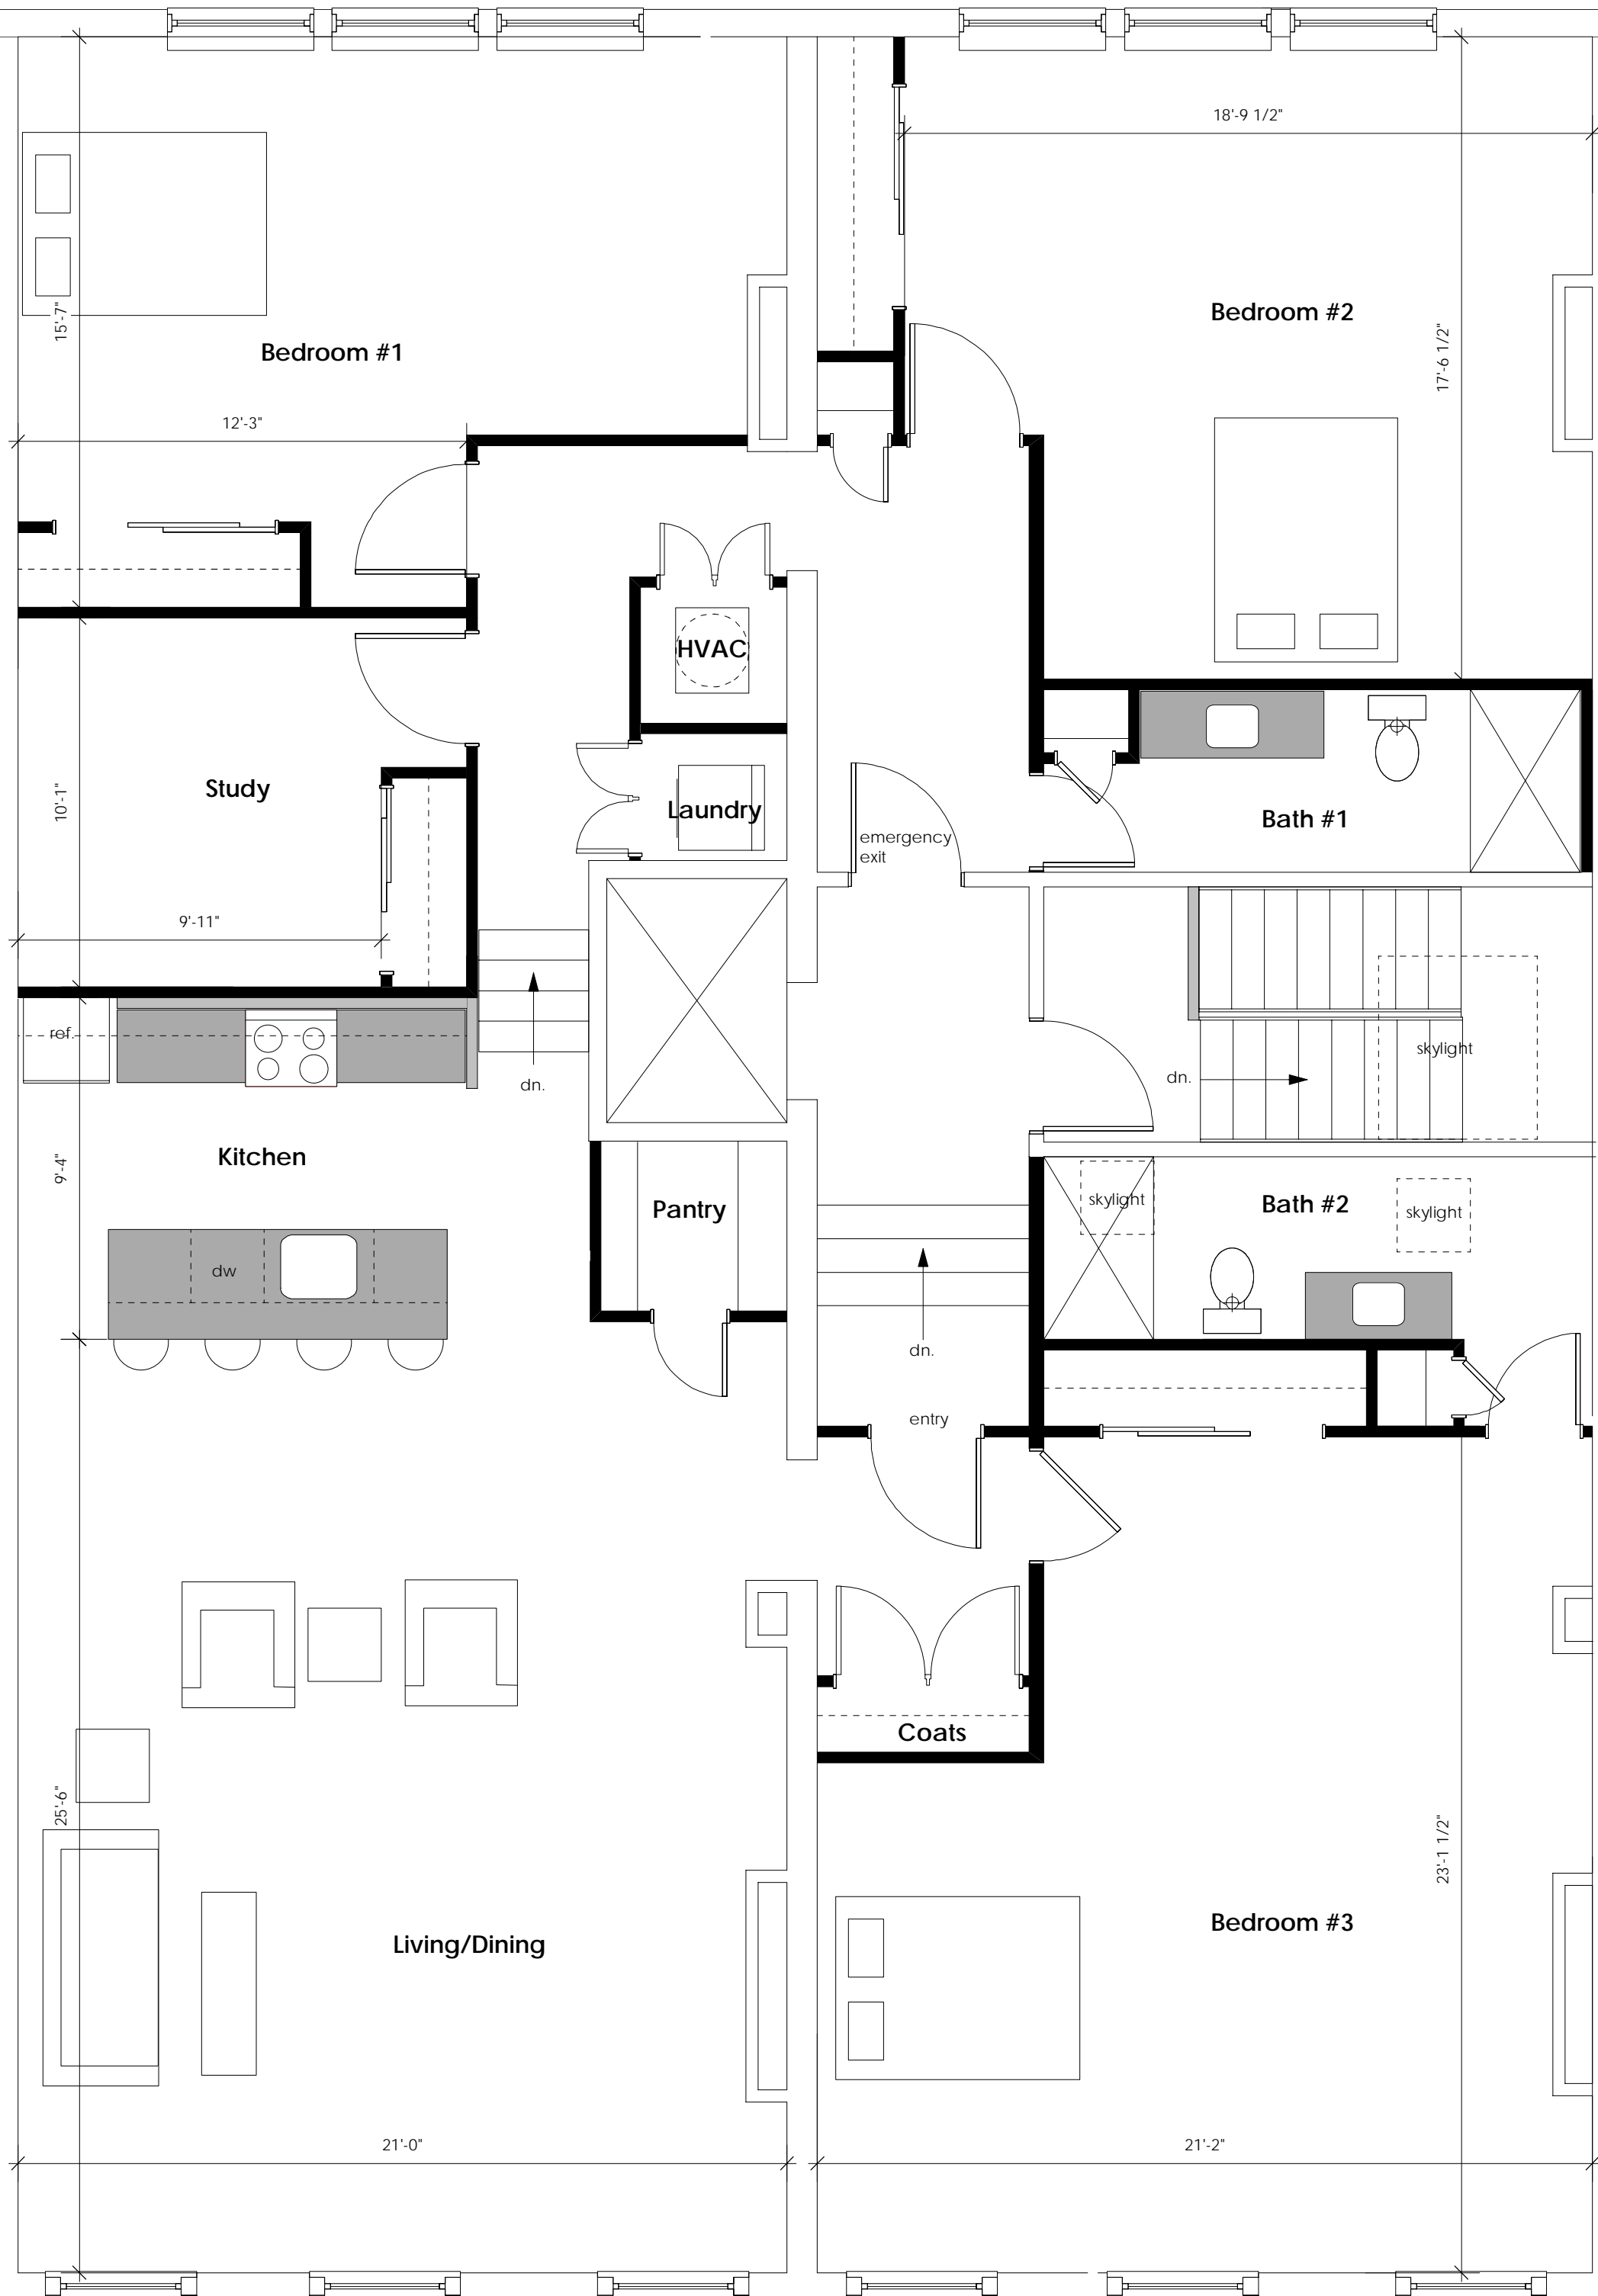 18'-9 1/2"
Bedroom #2
15'-7"
17'-6 1/2"
Bedroom #1
12'-3"
HVAC
Study
10'-1"
Laundry
Bath #1
emergency
exit
9'-11"
ref.
skylight
dn.
dn.
Kitchen
9'-4"
Pantry
skylight
Bath #2
skylight
dw
dn.
entry
Coats
25'-6"
23'-1 1/2"
Bedroom #3
Living/Dining
21'-0"
21'-2"